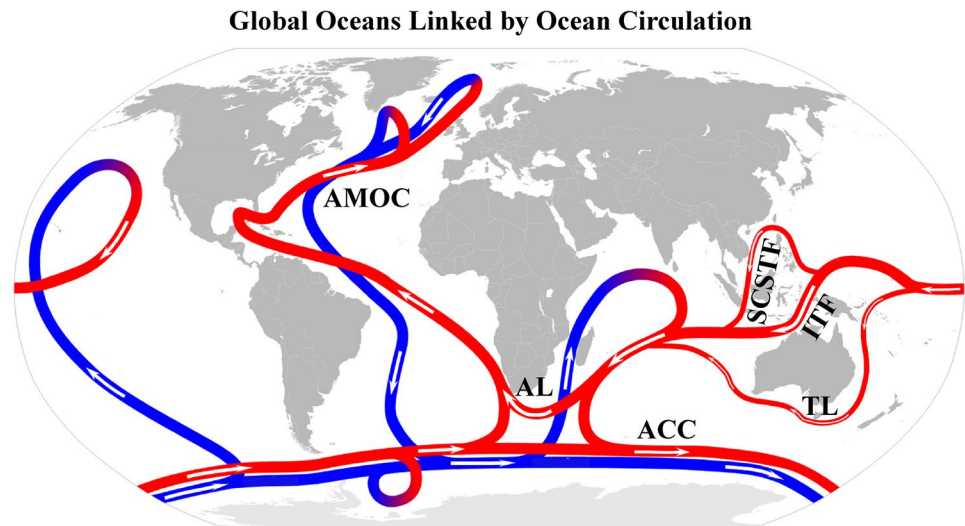 Global Oceans Linked by Ocean Circulation
AMOC
SCSTF
ITF
AL
TL
ACC